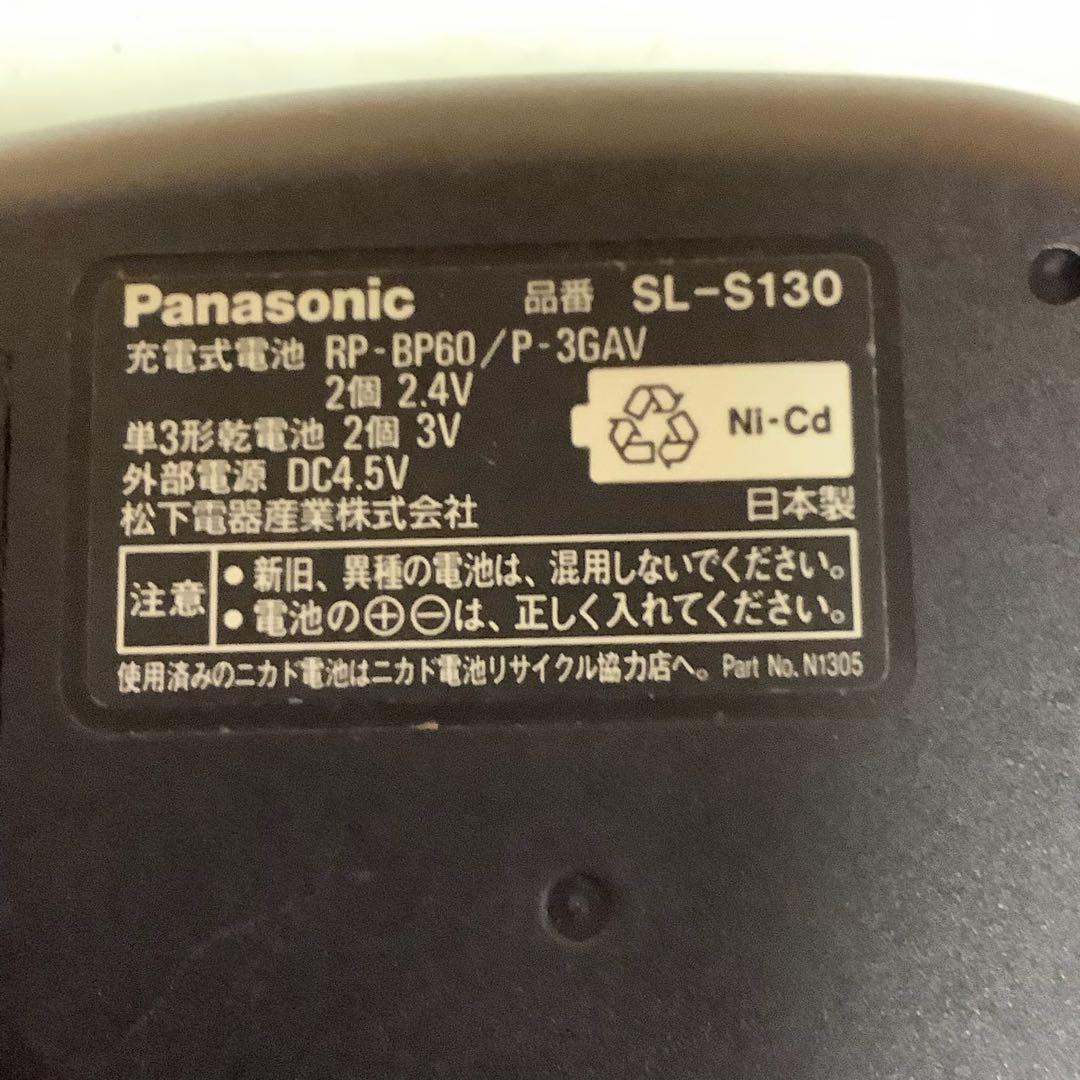 Panasonic 品番 SL-S130
充電式電池 RP-BP60/P-3GAV
2個 2.4V
単3形乾電池 2個 3V
Ni-Cd
外部電源 DC4.5V
松下電器産業株式会社 日本製
注意
● 新旧、異種の電池は、混用しないでください。
● 電池の⊕⊖は、正しく入れてください。
使用済みのニカド電池はニカド電池リサイクル協力店へ。 Part No. N1305